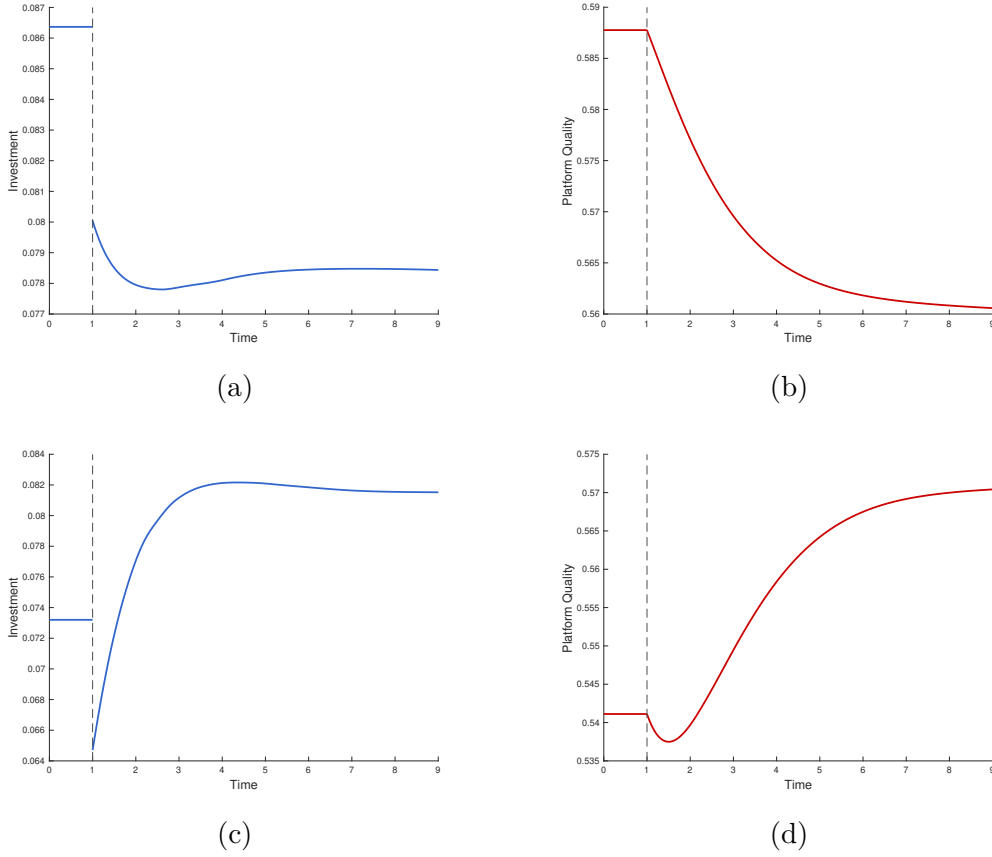 0.087
0.086
0.085
0.084
0.083
0.082
0.081
0.08
0.079
0.078
0.077
Investment
0 1 2 3 4 5 6 7 8 9
Time
(a)
0.59
0.585
0.58
0.575
0.57
0.565
0.56
Platform Quality
0 1 2 3 4 5 6 7 8 9
Time
(b)
0.084
0.082
0.08
0.078
0.076
0.074
0.072
0.07
0.068
0.066
0.064
Investment
0 1 2 3 4 5 6 7 8 9
Time
(c)
0.575
0.57
0.565
0.56
0.555
0.55
0.545
0.54
0.535
Platform Quality
0 1 2 3 4 5 6 7 8 9
Time
(d)